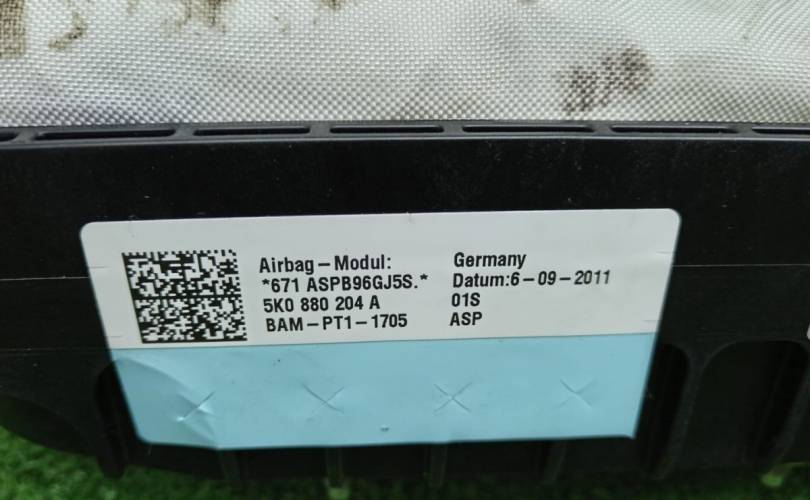 Airbag-Modul:
*671 ASPB96GJ5S.*
5K0 880 204 A
BAM-PT1-1705
Germany
Datum:6-09-2011
01S
ASP